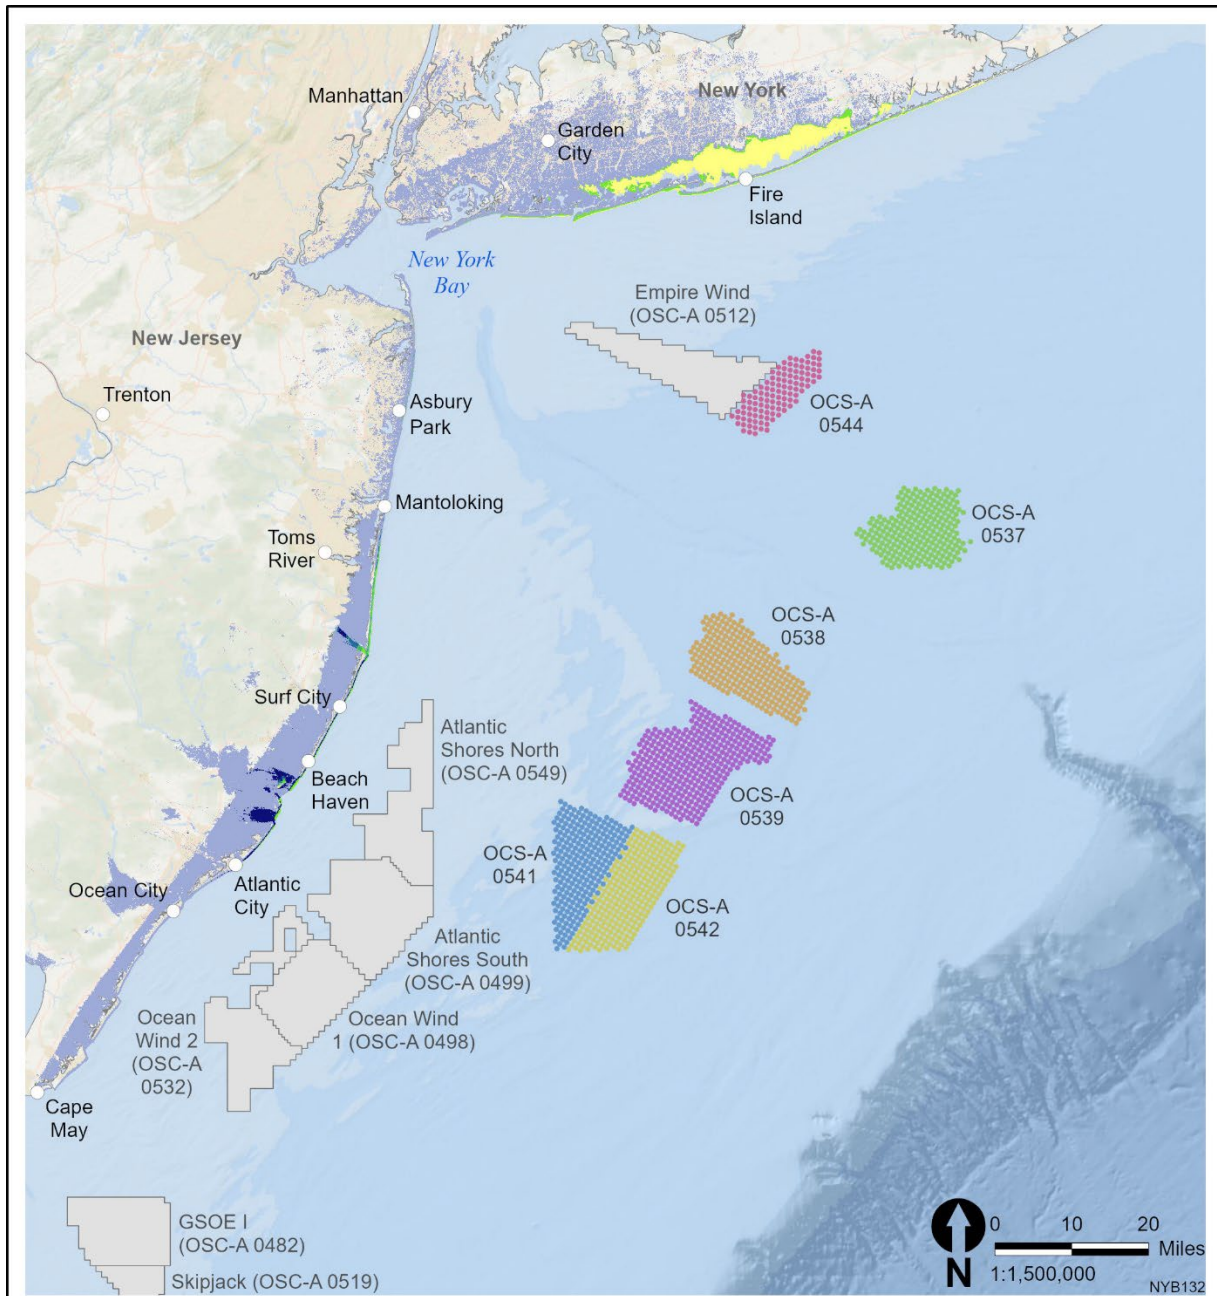 Manhattan
New York
Garden
City
Fire
Island
New York
Bay
Empire Wind
(OSC-A 0512)
New Jersey
Trenton
Asbury
Park
OCS-A
0544
Mantoloking
OCS-A
0537
Toms
River
OCS-A
0538
Surf City
Atlantic
Shores North
(OSC-A 0549)
Beach
Haven
OCS-A
0539
OCS-A
0541
Ocean City
Atlantic
City
OCS-A
0542
Atlantic
Shores South
(OSC-A 0499)
Ocean
Wind 2
(OSC-A
0532)
Ocean Wind
1 (OSC-A 0498)
Cape
May
GSOE I
(OSC-A 0482)
Skipjack (OSC-A 0519)
0 10 20
Miles
N
1:1,500,000
NYB132